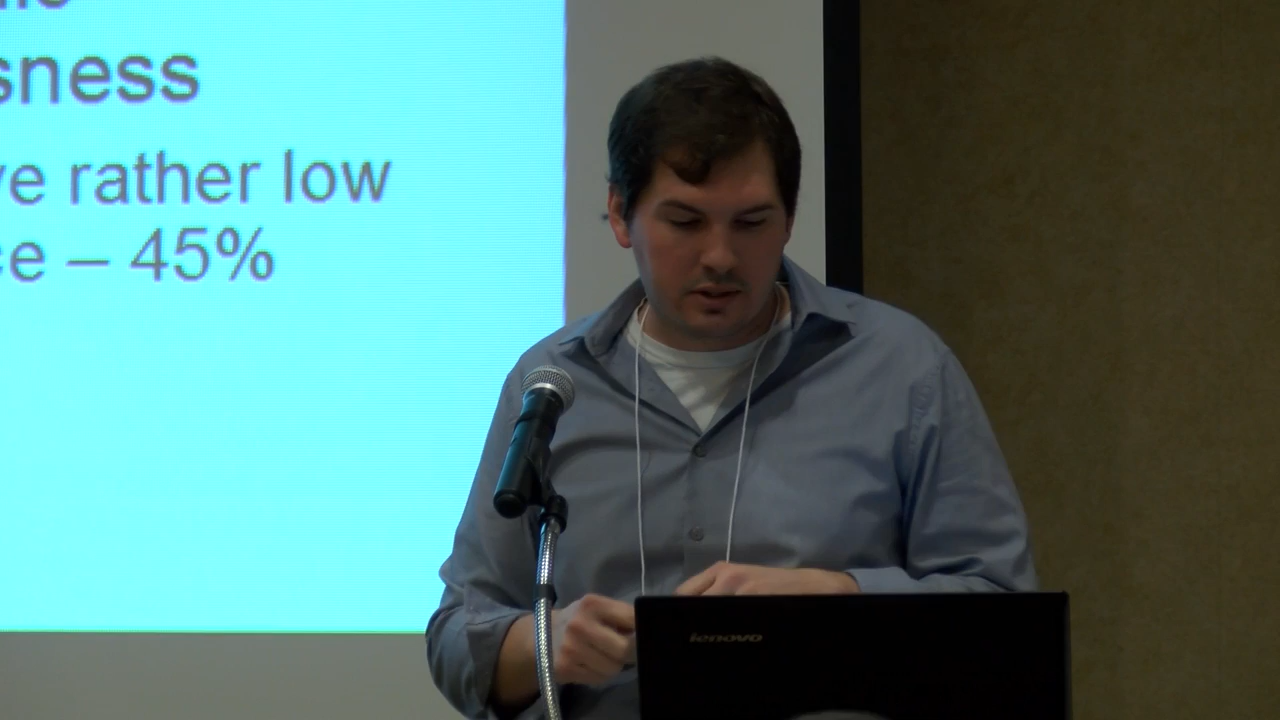 sness
ve rather low
ce – 45%
lenovo